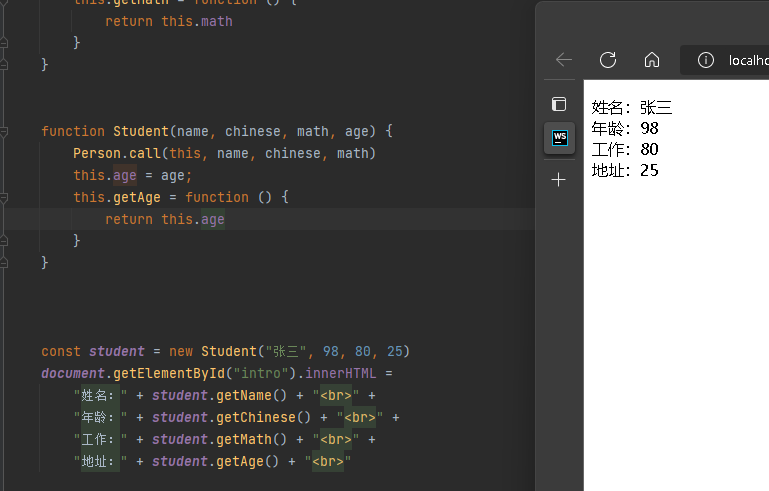 this.getMath = function () {
return this.math
}
}
function Student(name, chinese, math, age) {
Person.call(this, name, chinese, math)
this.age = age;
this.getAge = function () {
return this.age
}
}
const student = new Student("张三", 98, 80, 25)
document.getElementById("intro").innerHTML =
"姓名：" + student.getName() + "<br>" +
"年龄：" + student.getChinese() + "<br>" +
"工作：" + student.getMath() + "<br>" +
"地址：" + student.getAge() + "<br>"
localho
WS
姓名：张三
年龄：98
工作：80
地址：25